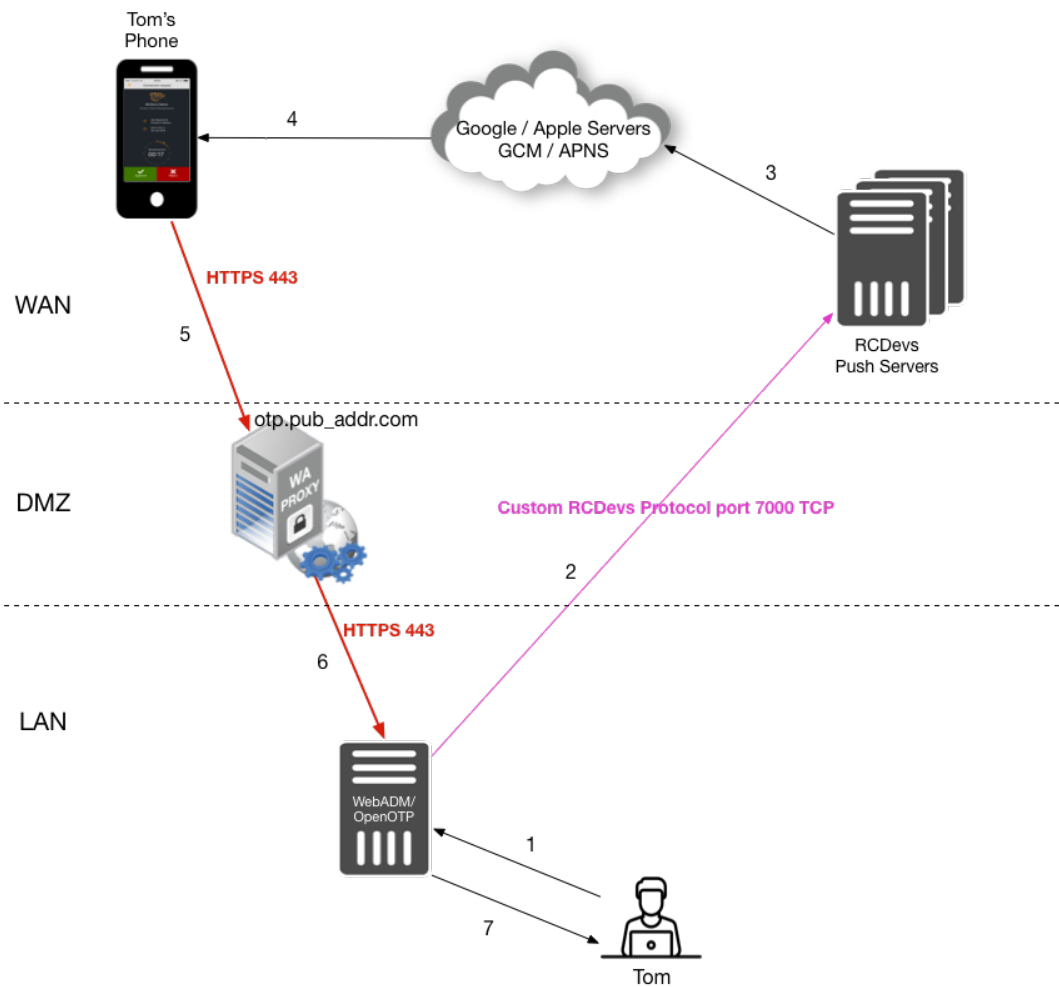 Tom's
Phone
Google / Apple Servers
GCM / APNS
4
3
00:17
HTTPS 443
WAN
5
RCDevs
Push Servers
otp.pub_addr.com
WA
PROXY
DMZ
Custom RCDevs Protocol port 7000 TCP
2
HTTPS 443
6
LAN
WebADM/
OpenOTP
1
7
Tom